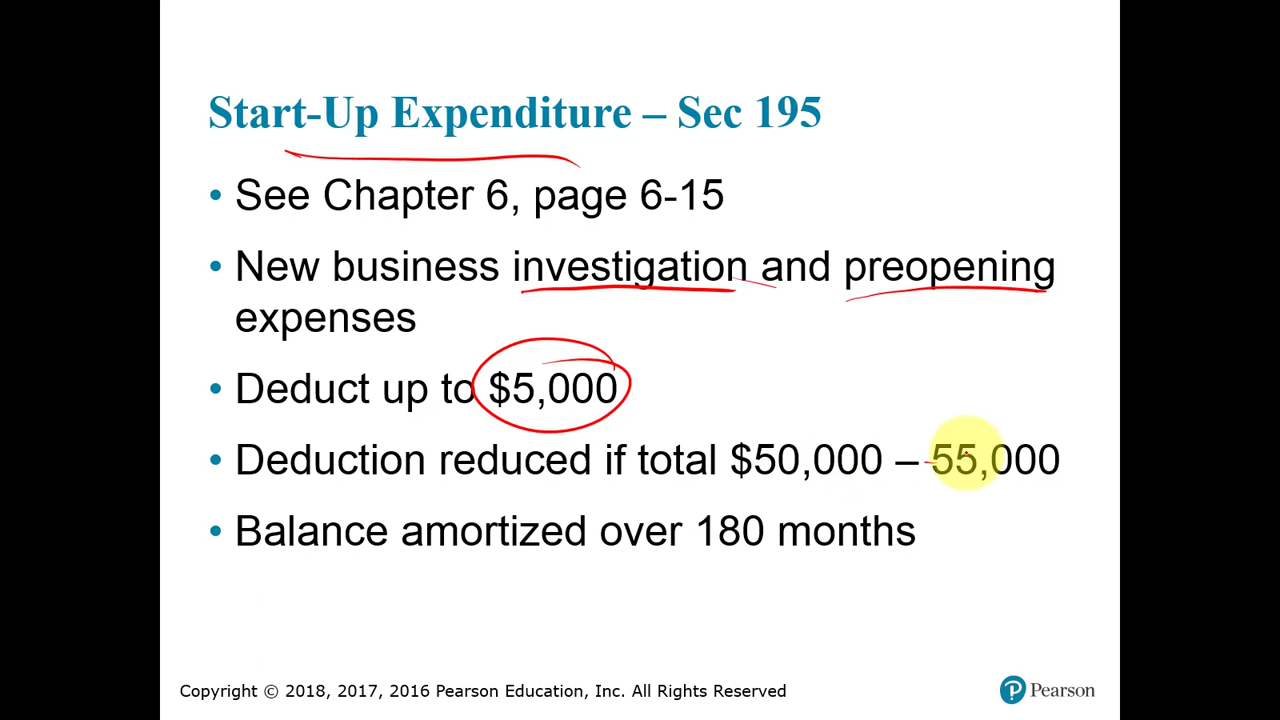 Start-Up Expenditure – Sec 195
• See Chapter 6, page 6-15
• New business investigation and preopening
expenses
• Deduct up to $5,000
• Deduction reduced if total $50,000 – 55,000
• Balance amortized over 180 months
Copyright © 2018, 2017, 2016 Pearson Education, Inc. All Rights Reserved
P Pearson